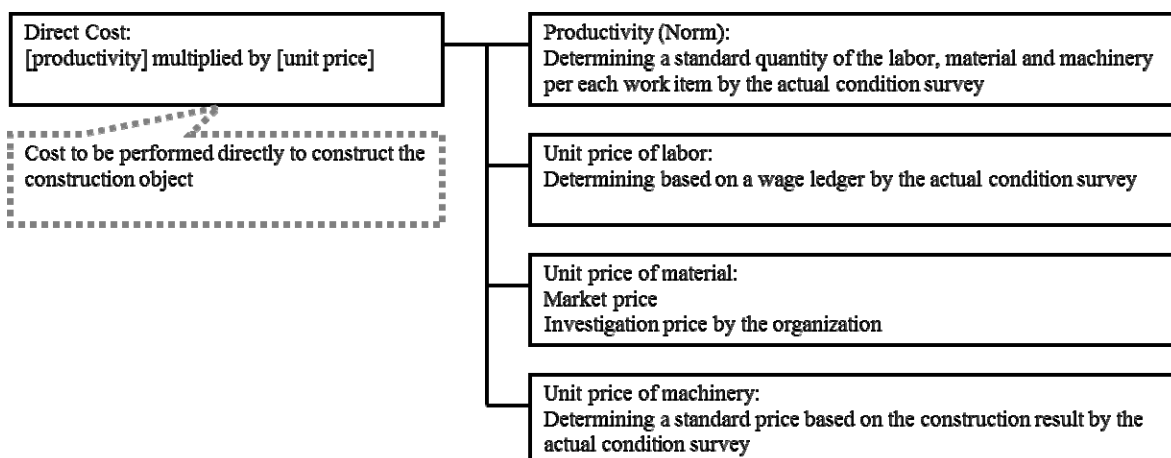 Direct Cost:
[productivity] multiplied by [unit price]
Cost to be performed directly to construct the
construction object
Productivity (Norm):
Determining a standard quantity of the labor, material and machinery
per each work item by the actual condition survey
Unit price of labor:
Determining based on a wage ledger by the actual condition survey
Unit price of material:
Market price
Investigation price by the organization
Unit price of machinery:
Determining a standard price based on the construction result by the
actual condition survey